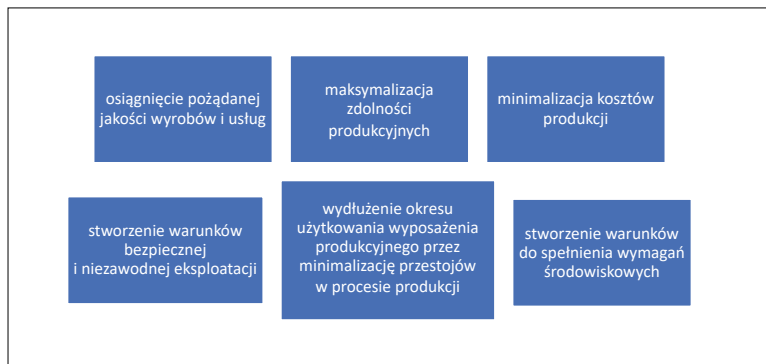 osiągnięcie pożądanej
jakości wyrobów i usług
maksymalizacja
zdolności
produkcyjnych
minimalizacja kosztów
produkcji
stworzenie warunków
bezpiecznej
i niezawodnej eksploatacji
wydłużenie okresu
użytkowania wyposażenia
produkcyjnego przez
minimalizację przestojów
w procesie produkcji
stworzenie warunków
do spełnienia wymagań
środowiskowych